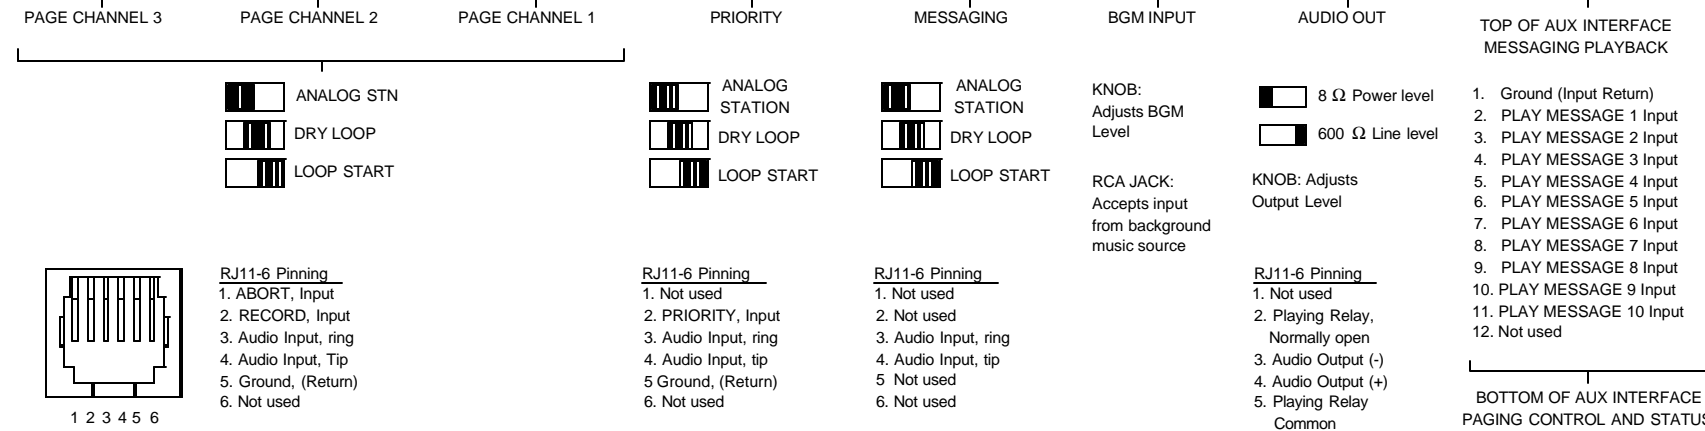 PAGE CHANNEL 3
PAGE CHANNEL 2
PAGE CHANNEL 1
PRIORITY
MESSAGING
BGM INPUT
AUDIO OUT
TOP OF AUX INTERFACE
MESSAGING PLAYBACK
ANALOG STN
DRY LOOP
LOOP START
ANALOG
STATION
DRY LOOP
LOOP START
ANALOG
STATION
DRY LOOP
LOOP START
KNOB:
Adjusts BGM
Level
RCA JACK:
Accepts input
from background
music source
8 Ω Power level
600 Ω Line level
KNOB: Adjusts
Output Level
1. Ground (Input Return)
2. PLAY MESSAGE 1 Input
3. PLAY MESSAGE 2 Input
4. PLAY MESSAGE 3 Input
5. PLAY MESSAGE 4 Input
6. PLAY MESSAGE 5 Input
7. PLAY MESSAGE 6 Input
8. PLAY MESSAGE 7 Input
9. PLAY MESSAGE 8 Input
10. PLAY MESSAGE 9 Input
11. PLAY MESSAGE 10 Input
12. Not used
1 2 3 4 5 6
RJ11-6 Pinning
1. ABORT, Input
2. RECORD, Input
3. Audio Input, ring
4. Audio Input, Tip
5. Ground, (Return)
6. Not used
RJ11-6 Pinning
1. Not used
2. PRIORITY, Input
3. Audio Input, ring
4. Audio Input, tip
5 Ground, (Return)
6. Not used
RJ11-6 Pinning
1. Not used
2. Not used
3. Audio Input, ring
4. Audio Input, tip
5 Not used
6. Not used
RJ11-6 Pinning
1. Not used
2. Playing Relay,
Normally open
3. Audio Output (-)
4. Audio Output (+)
5. Playing Relay
Common
BOTTOM OF AUX INTERFACE
PAGING CONTROL AND STATUS